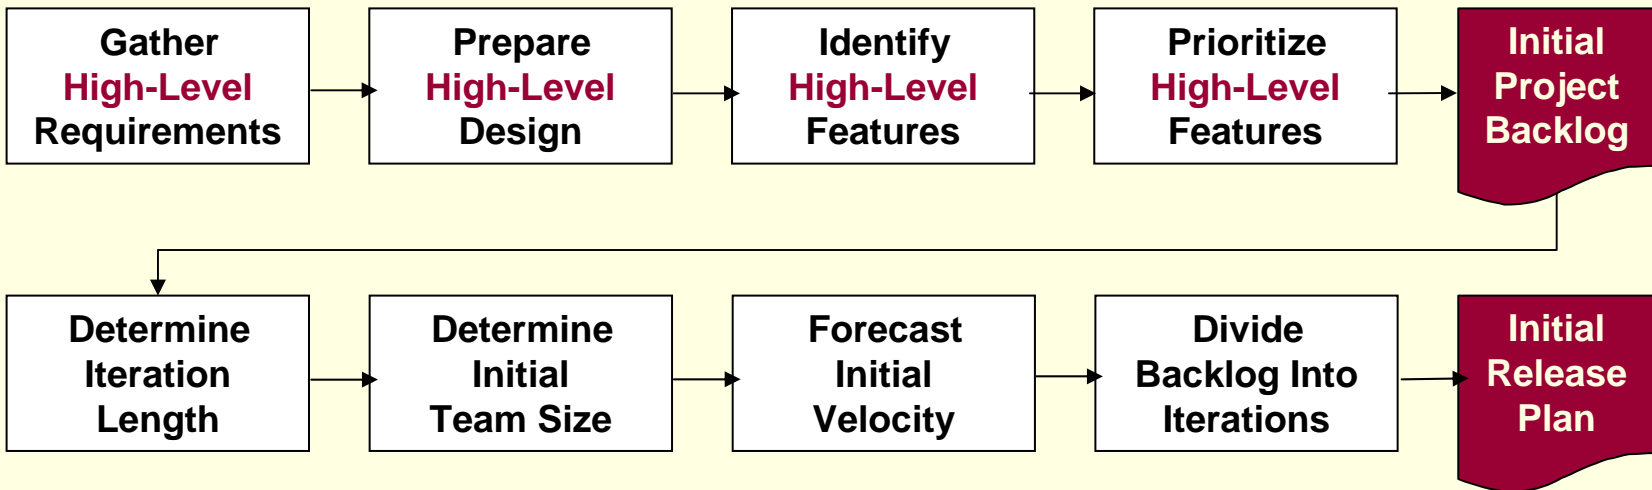 Gather
High-Level
Requirements
Prepare
High-Level
Design
Identify
High-Level
Features
Prioritize
High-Level
Features
Initial
Project
Backlog
Determine
Iteration
Length
Determine
Initial
Team Size
Forecast
Initial
Velocity
Divide
Backlog Into
Iterations
Initial
Release
Plan